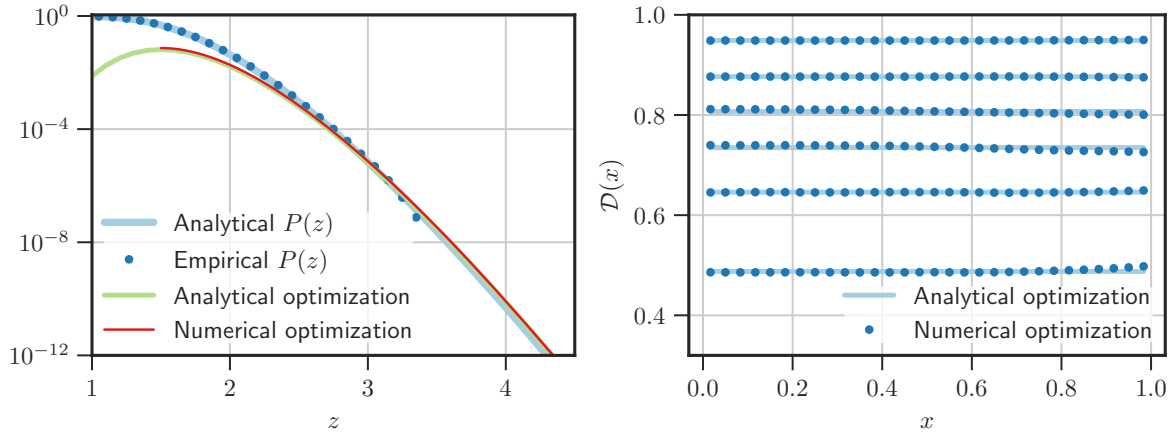 10⁰
10⁻⁴
10⁻⁸
10⁻¹²
Analytical P(z)
Empirical P(z)
Analytical optimization
Numerical optimization
1 2 3 4
z
1.0
0.8
0.6
0.4
𝒟(x)
Analytical optimization
Numerical optimization
0.0 0.2 0.4 0.6 0.8 1.0
x